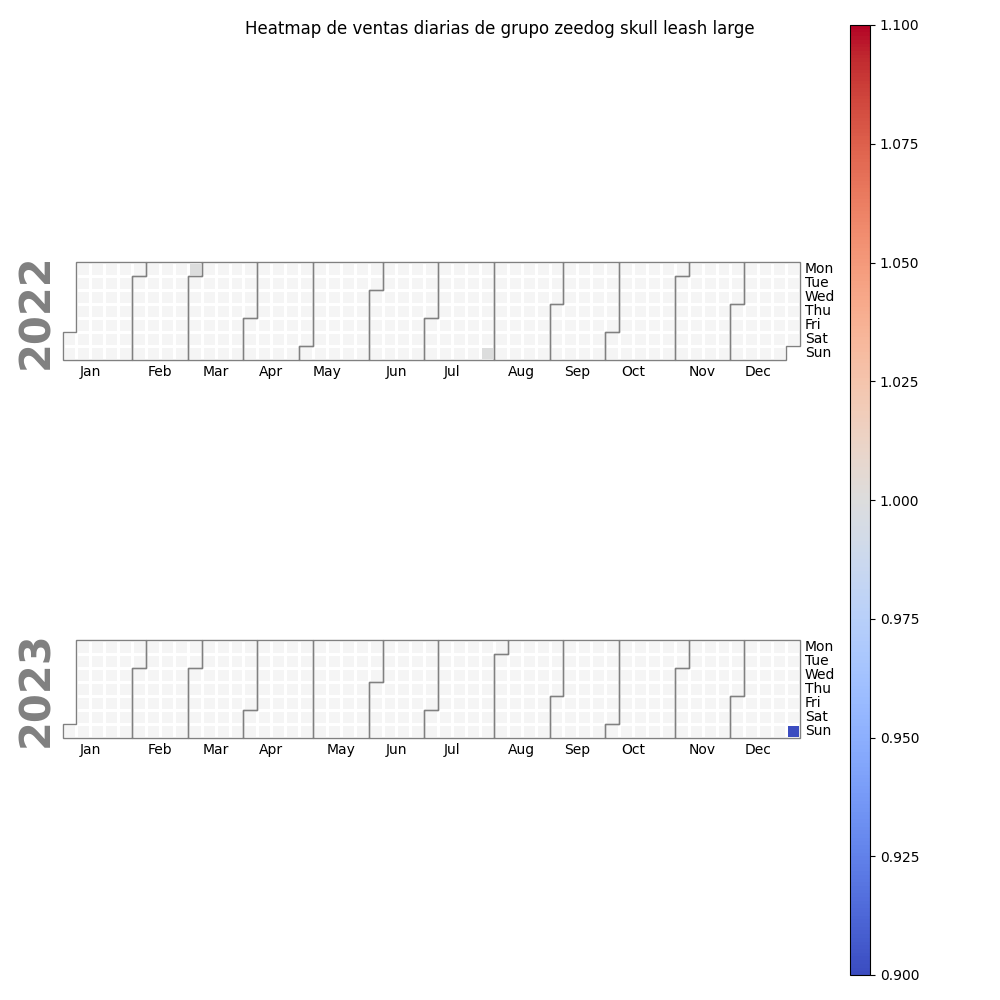 Heatmap de ventas diarias de grupo zeedog skull leash large
2022
Mon
Tue
Wed
Thu
Fri
Sat
Sun
Jan Feb Mar Apr May Jun Jul Aug Sep Oct Nov Dec
2023
Mon
Tue
Wed
Thu
Fri
Sat
Sun
Jan Feb Mar Apr May Jun Jul Aug Sep Oct Nov Dec
1.100
1.075
1.050
1.025
1.000
0.975
0.950
0.925
0.900